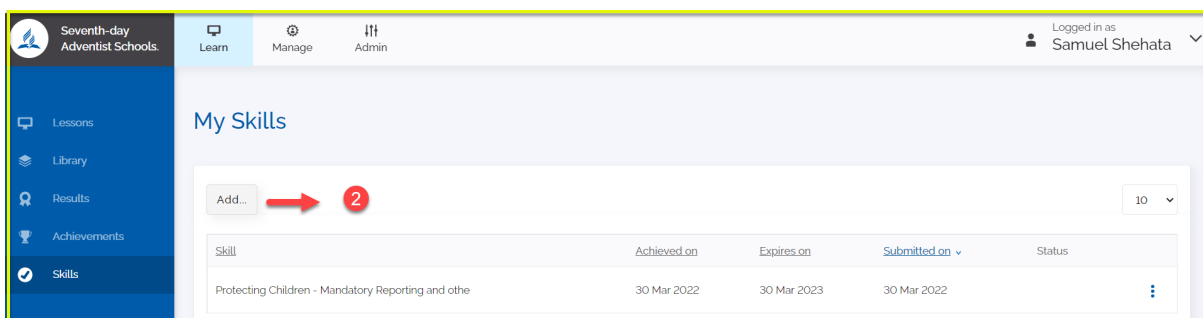 Seventh-day
Adventist Schools.
Learn
Manage
Admin
Logged in as
Samuel Shehata
Lessons
Library
Results
Achievements
Skills
My Skills
Add...
2
10
Skill Achieved on Expires on Submitted on Status
Protecting Children - Mandatory Reporting and othe 30 Mar 2022 30 Mar 2023 30 Mar 2022